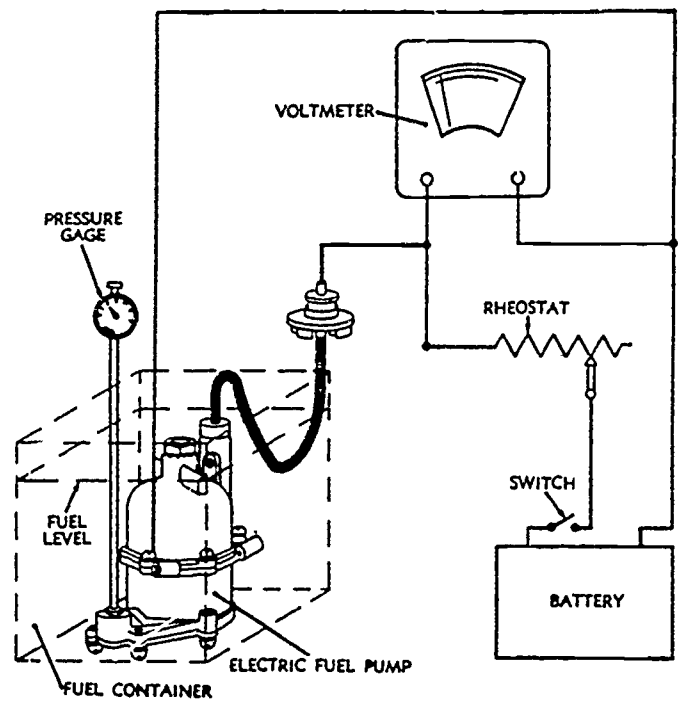 VOLTMETER
PRESSURE
GAGE
RHEOSTAT
SWITCH
FUEL
LEVEL
BATTERY
ELECTRIC FUEL PUMP
FUEL CONTAINER